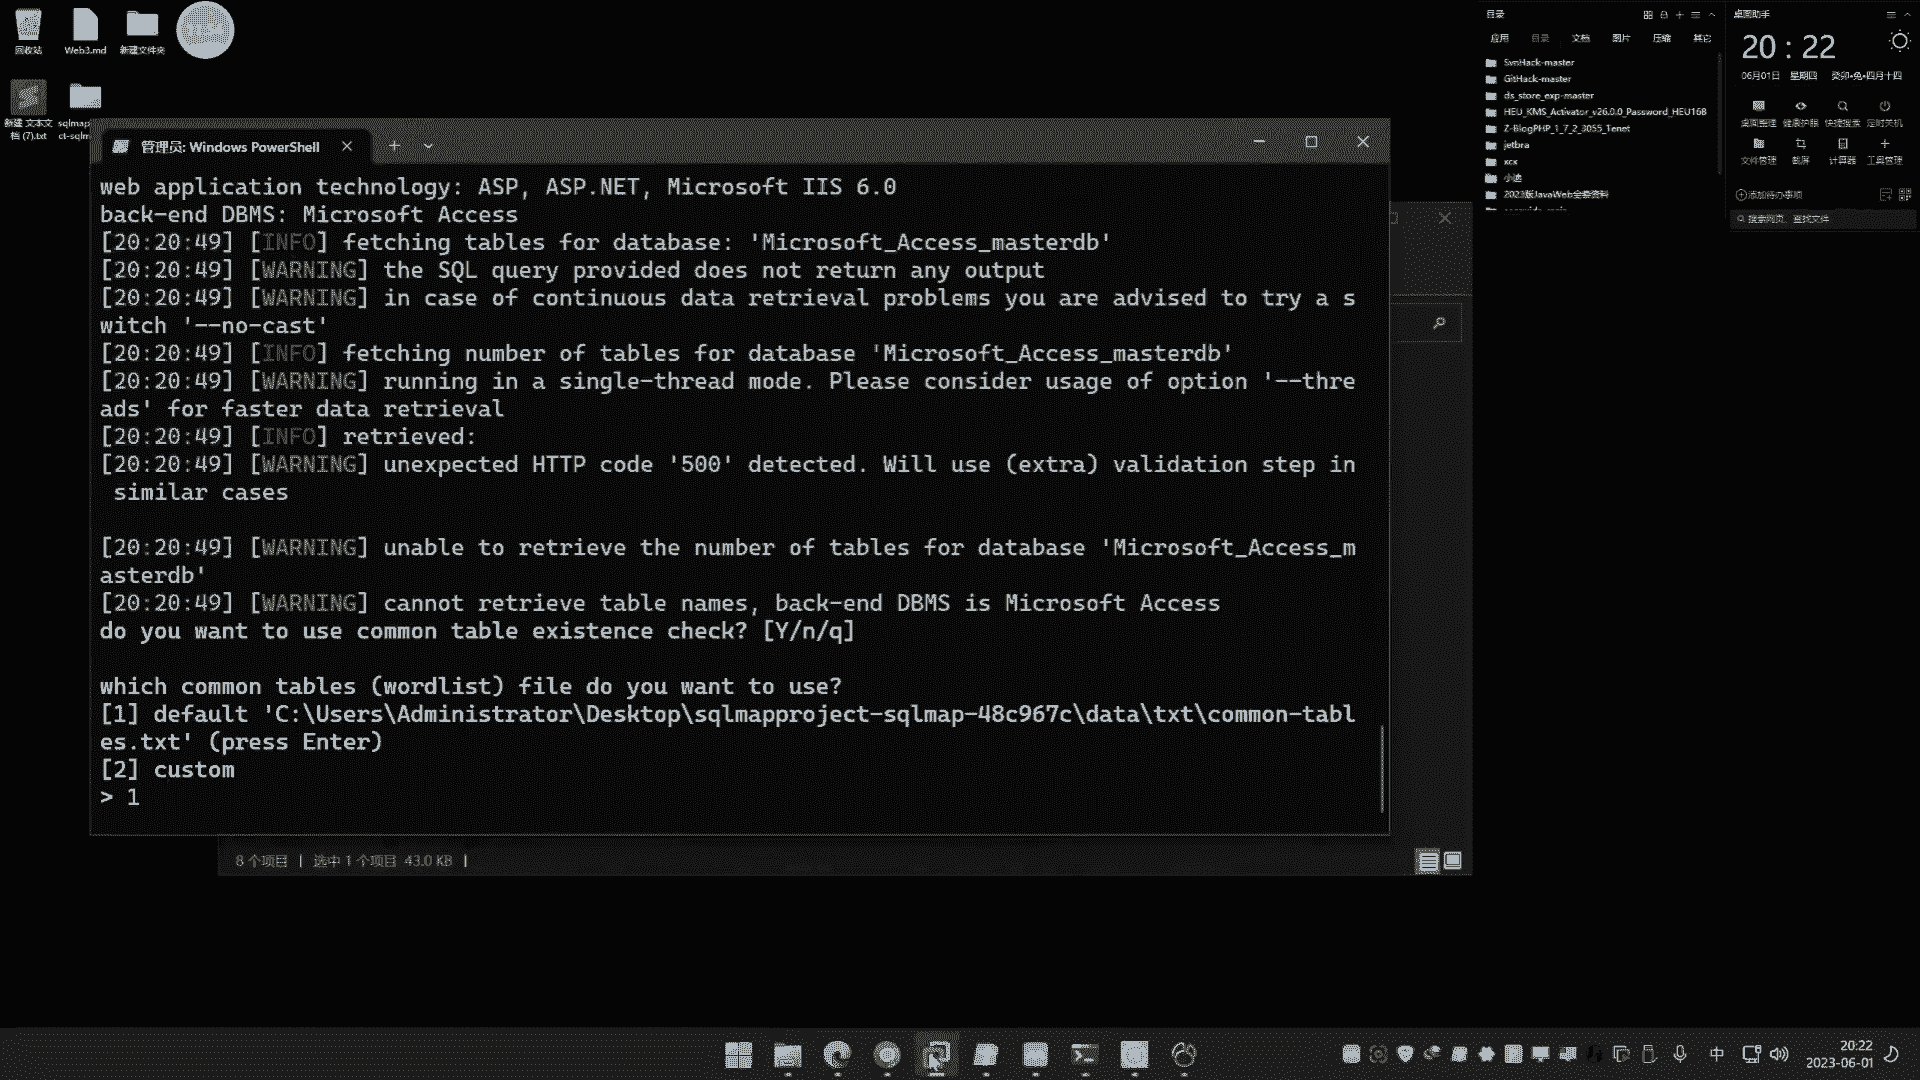 回收站
Web3.md
新建文件夹
新建 文本文
档 (7).txt
sqlmap
ct-sqlm
管理员: Windows PowerShell
web application technology: ASP, ASP.NET, Microsoft IIS 6.0
back-end DBMS: Microsoft Access
[20:20:49] [INFO] fetching tables for database: 'Microsoft_Access_masterdb'
[20:20:49] [WARNING] the SQL query provided does not return any output
[20:20:49] [WARNING] in case of continuous data retrieval problems you are advised to try a s
witch '--no-cast'
[20:20:49] [INFO] fetching number of tables for database 'Microsoft_Access_masterdb'
[20:20:49] [WARNING] running in a single-thread mode. Please consider usage of option '--thre
ads' for faster data retrieval
[20:20:49] [INFO] retrieved:
[20:20:49] [WARNING] unexpected HTTP code '500' detected. Will use (extra) validation step in
similar cases
[20:20:49] [WARNING] unable to retrieve the number of tables for database 'Microsoft_Access_m
asterdb'
[20:20:49] [WARNING] cannot retrieve table names, back-end DBMS is Microsoft Access
do you want to use common table existence check? [Y/n/q]
which common tables (wordlist) file do you want to use?
[1] default 'C:\Users\Administrator\Desktop\sqlmapproject-sqlmap-48c967c\data\txt\common-tabl
es.txt' (press Enter)
[2] custom
> 1
8 个项目 | 选中 1 个项目 43.0 KB |
目录
应用 目录 文档 图片 压缩 其它
SvnHack-master
GitHack-master
ds_store_exp-master
HEU_KMS_Activator_v26.0.0_Password_HEU168
Z-BlogPHP_1_7_2_3055_Tenet
jetbra
xcx
小迪
2023版JavaWeb全套资料
桌面助手
20 : 22
06月01日 星期四 癸卯•兔•四月十四
桌面整理 健康护眼 快捷搜索 定时关机
文件管理 截屏 计算器 工具管理
添加待办事项
搜索网页、查找文件
中
20:22
2023-06-01